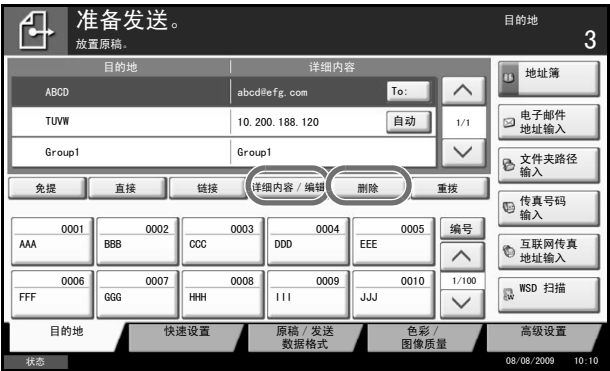 准备发送。
放置原稿。
目的地
3
目的地 详细内容
ABCD abcd@efg.com To:
TUVW 10.200.188.120 自动 1/1
Group1 Group1
免提 直接 链接 详细内容/编辑 删除 重拨
0001 0002 0003 0004 0005 编号
AAA BBB CCC DDD EEE
0006 0007 0008 0009 0010 1/100
FFF GGG HHH III JJJ
地址簿
电子邮件
地址输入
文件夹路径
输入
传真号码
输入
互联网传真
地址输入
WSD 扫描
目的地 快速设置 原稿/发送
数据格式 色彩/
图像质量 高级设置
状态 08/08/2009 10:10